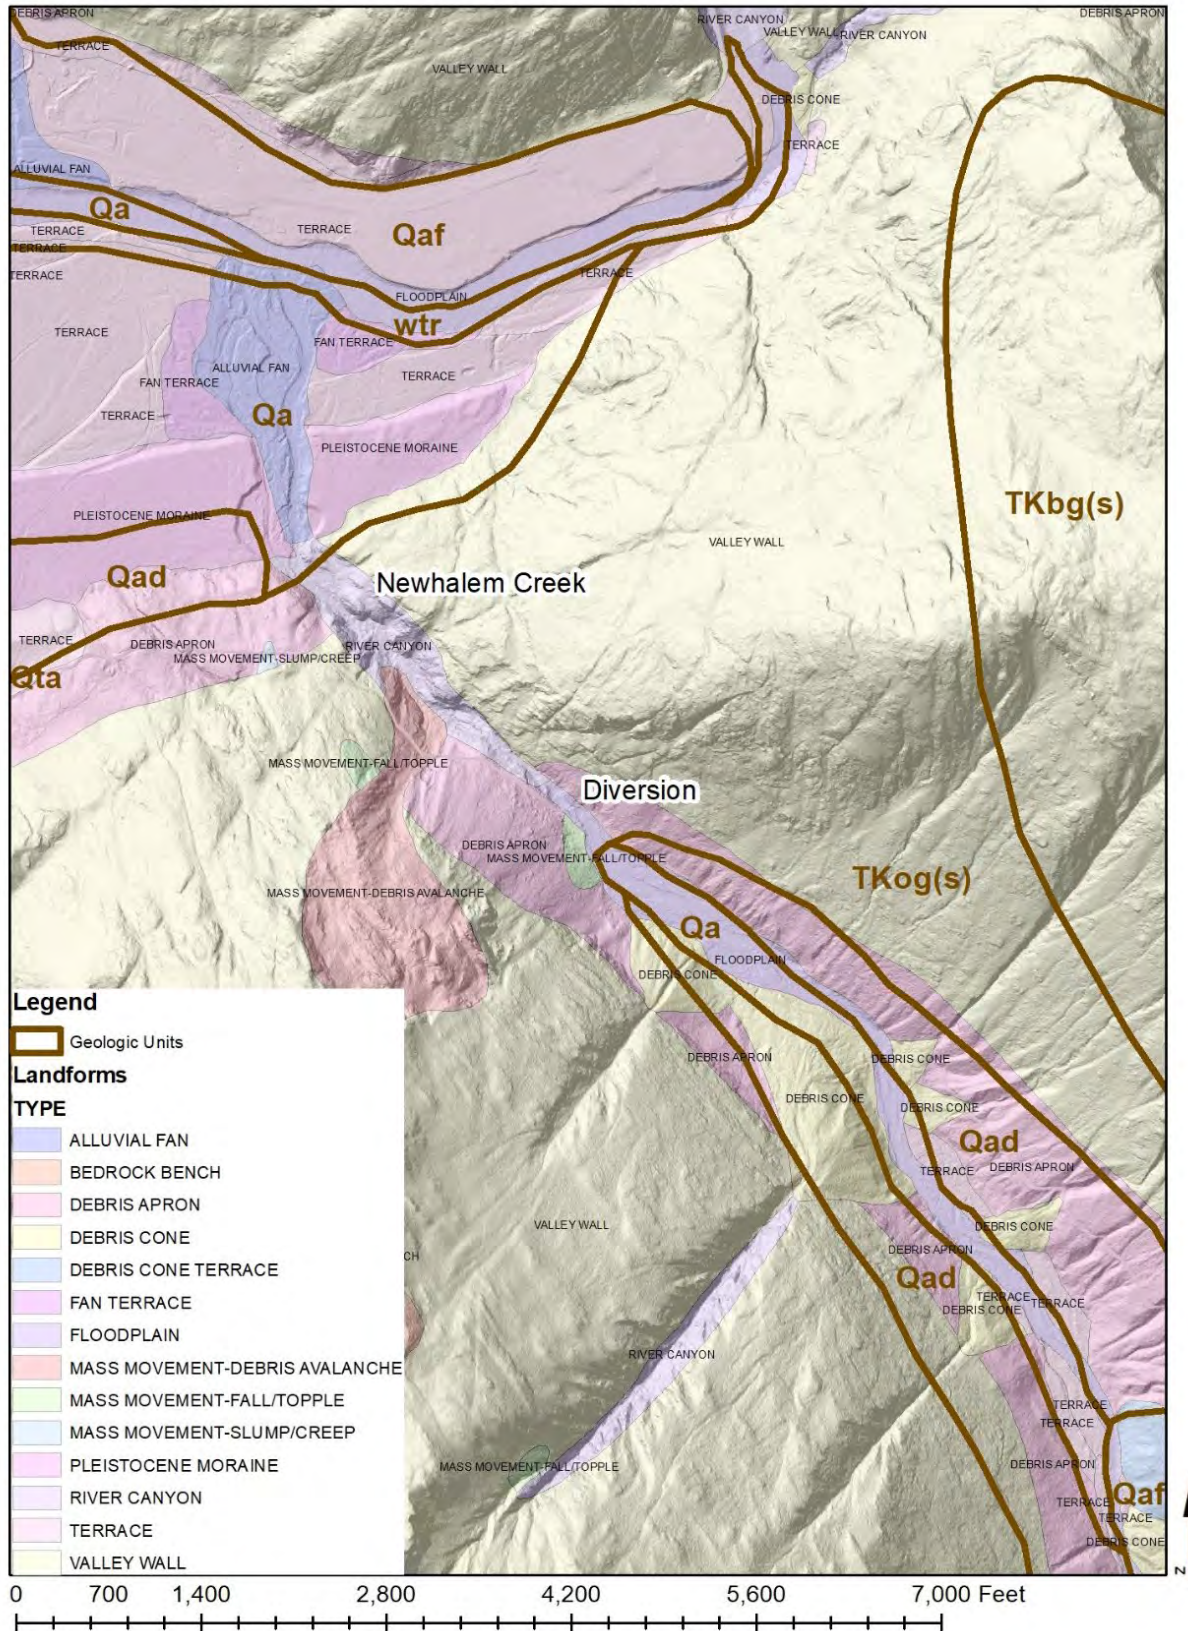 DEBRIS APRON
RIVER CANYON
DEBRIS APRON
VALLEY WALL
RIVER CANYON
TERRACE
VALLEY WALL
DEBRIS CONE
TERRACE
ALLUVIAL FAN
Qa
TERRACE
TERRACE
Qaf
TERRACE
TERRACE
TERRACE
FLOODPLAIN
wtr
TERRACE
FAN TERRACE
ALLUVIAL FAN
TERRACE
FAN TERRACE
TERRACE
Qa
PLEISTOCENE MORAINE
TKbg(s)
PLEISTOCENE MORAINE
VALLEY WALL
Qad
Newhalem Creek
TERRACE
DEBRIS APRON
RIVER CANYON
MASS MOVEMENT-SLUMP/CREEP
Qta
MASS MOVEMENT-FALL/TOPPLE
Diversion
DEBRIS APRON
MASS MOVEMENT-FALL/TOPPLE
TKog(s)
MASS MOVEMENT-DEBRIS AVALANCHE
Qa
FLOODPLAIN
DEBRIS CONE
DEBRIS APRON
DEBRIS CONE
DEBRIS CONE
DEBRIS CONE
Qad
TERRACE
DEBRIS APRON
VALLEY WALL
DEBRIS CONE
DEBRIS APRON
CH
Qad
TERRACE
TERRACE
DEBRIS CONE
RIVER CANYON
TERRACE
TERRACE
DEBRIS APRON
MASS MOVEMENT-FALL/TOPPLE
Qaf
TERRACE
TERRACE
DEBRIS CONE
Legend
Geologic Units
Landforms
TYPE
ALLUVIAL FAN
BEDROCK BENCH
DEBRIS APRON
DEBRIS CONE
DEBRIS CONE TERRACE
FAN TERRACE
FLOODPLAIN
MASS MOVEMENT-DEBRIS AVALANCHE
MASS MOVEMENT-FALL/TOPPLE
MASS MOVEMENT-SLUMP/CREEP
PLEISTOCENE MORAINE
RIVER CANYON
TERRACE
VALLEY WALL
0 700 1,400 2,800 4,200 5,600 7,000 Feet